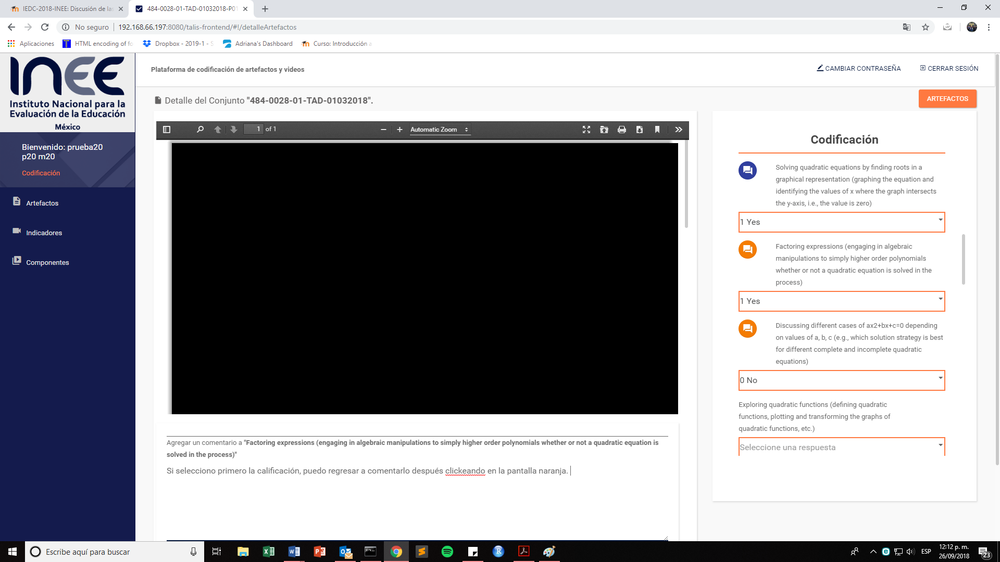 IEDC-2018-INEE: Discusión de las
484-0028-01-TAD-01032018-P01
No seguro
192.168.66.197:8080/talis-frontend/#!/detalleArtefactos
Aplicaciones
HTML encoding of fo
Dropbox - 2019-1 - S
Adriana's Dashboard
Curso: Introducción a
INEE
Instituto Nacional para la
Evaluación de la Educación
México
Bienvenido: prueba20
p20 m20
Codificación
Artefactos
Indicadores
Componentes
Plataforma de codificación de artefactos y videos
CAMBIAR CONTRASEÑA
CERRAR SESIÓN
Detalle del Conjunto "484-0028-01-TAD-01032018".
ARTEFACTOS
1 of 1
Automatic Zoom
Agregar un comentario a "Factoring expressions (engaging in algebraic manipulations to simply higher order polynomials whether or not a quadratic equation is
solved in the process)"
Si selecciono primero la calificación, puedo regresar a comentarlo después clickeando en la pantalla naranja.
Codificación
Solving quadratic equations by finding roots in a
graphical representation (graphing the equation and
identifying the values of x where the graph intersects
the y-axis, i.e., the value is zero)
1 Yes
Factoring expressions (engaging in algebraic
manipulations to simply higher order polynomials
whether or not a quadratic equation is solved in the
process)
1 Yes
Discussing different cases of ax2+bx+c=0 depending
on values of a, b, c (e.g., which solution strategy is best
for different complete and incomplete quadratic
equations)
0 No
Exploring quadratic functions (defining quadratic
functions, plotting and transforming the graphs of
quadratic functions, etc.)
Seleccione una respuesta
Escribe aquí para buscar
ESP
12:12 p. m.
26/09/2018
23